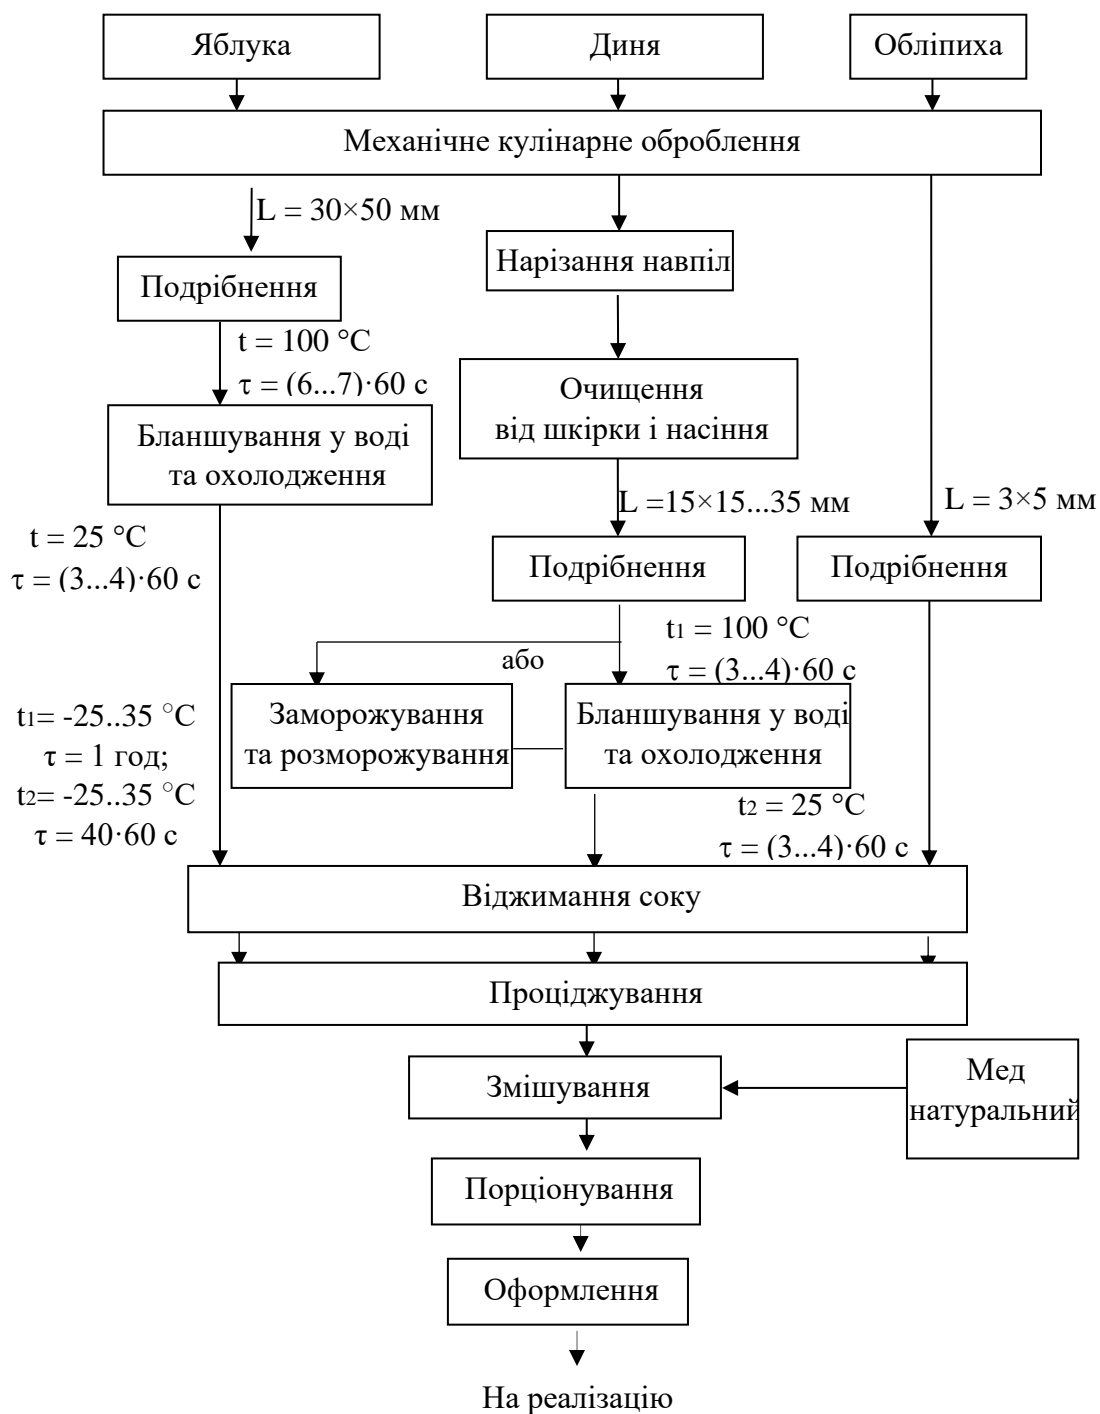 Яблука
Диня
Обліпиха
Механічне кулінарне оброблення
L = 30×50 мм
Нарізання навпіл
Подрібнення
t = 100 °C
τ = (6...7)·60 с
Очищення
від шкірки і насіння
Бланшування у воді
та охолодження
L =15×15...35 мм
L = 3×5 мм
t = 25 °C
τ = (3...4)·60 с
Подрібнення
Подрібнення
t1 = 100 °C
τ = (3...4)·60 с
або
t1= -25..35 °C
τ = 1 год;
t2= -25..35 °C
τ = 40·60 с
Заморожування
та розморожування
Бланшування у воді
та охолодження
t2 = 25 °C
τ = (3...4)·60 с
Віджимання соку
Проціджування
Змішування
Мед
натуральний
Порціонування
Оформлення
На реалізацію